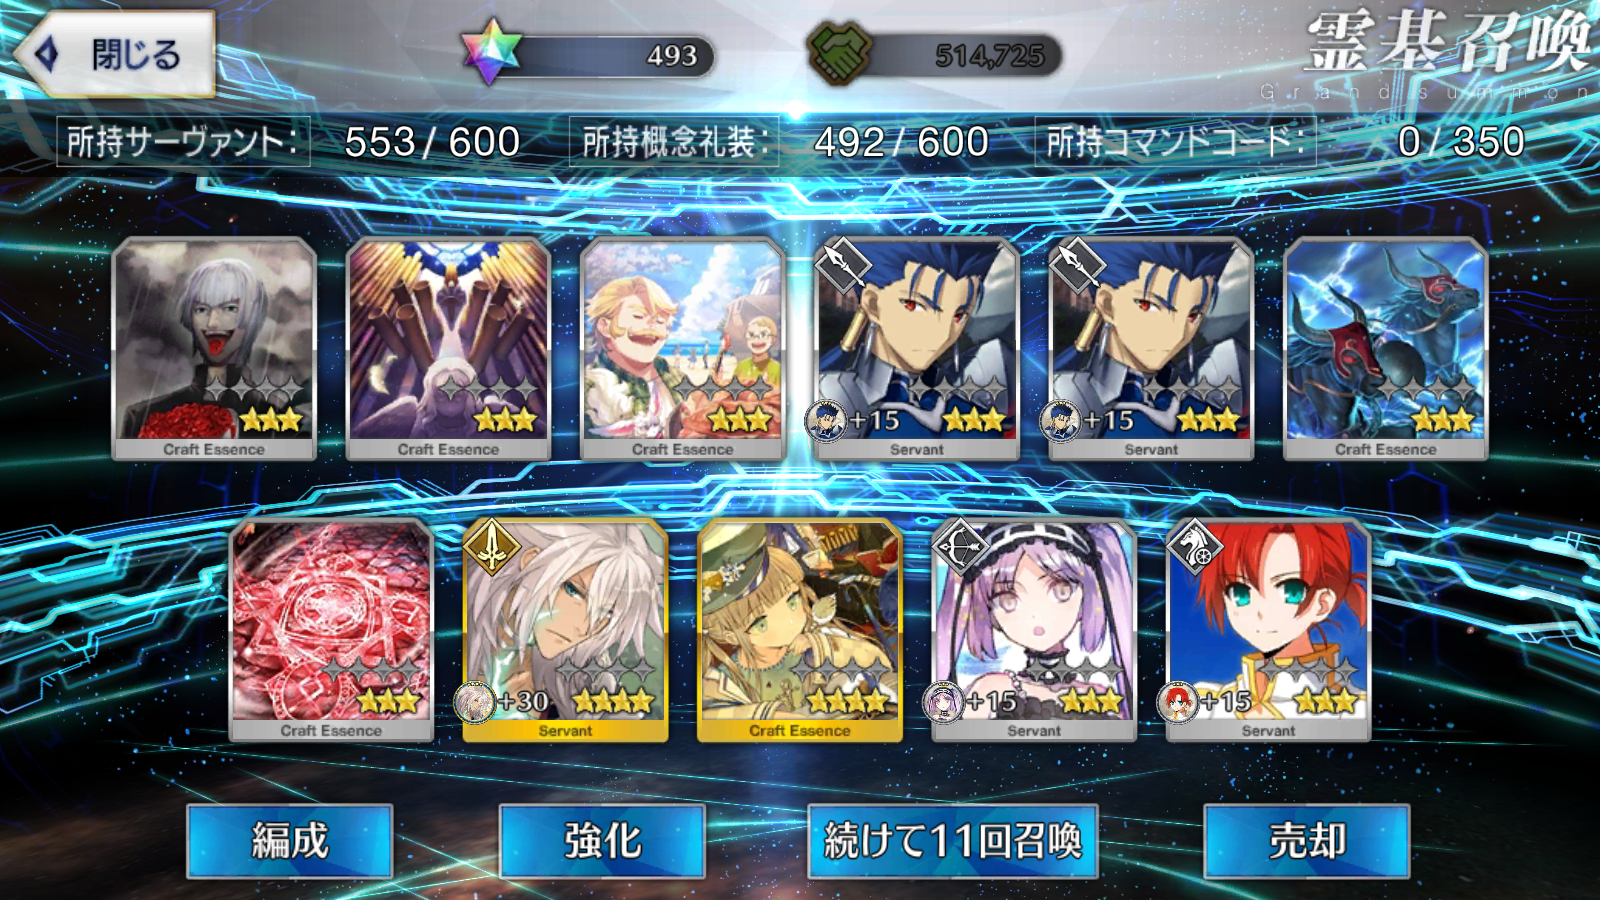 閉じる
493
514,725
霊基召喚
Grand summon
所持サーヴァント: 553 / 600
所持概念礼装: 492 / 600
所持コマンドコード: 0 / 350
+15
+15
Craft Essence
Craft Essence
Craft Essence
Servant
Servant
Craft Essence
+30
+15
+15
Craft Essence
Servant
Craft Essence
Servant
Servant
編成
強化
続けて11回召喚
売却